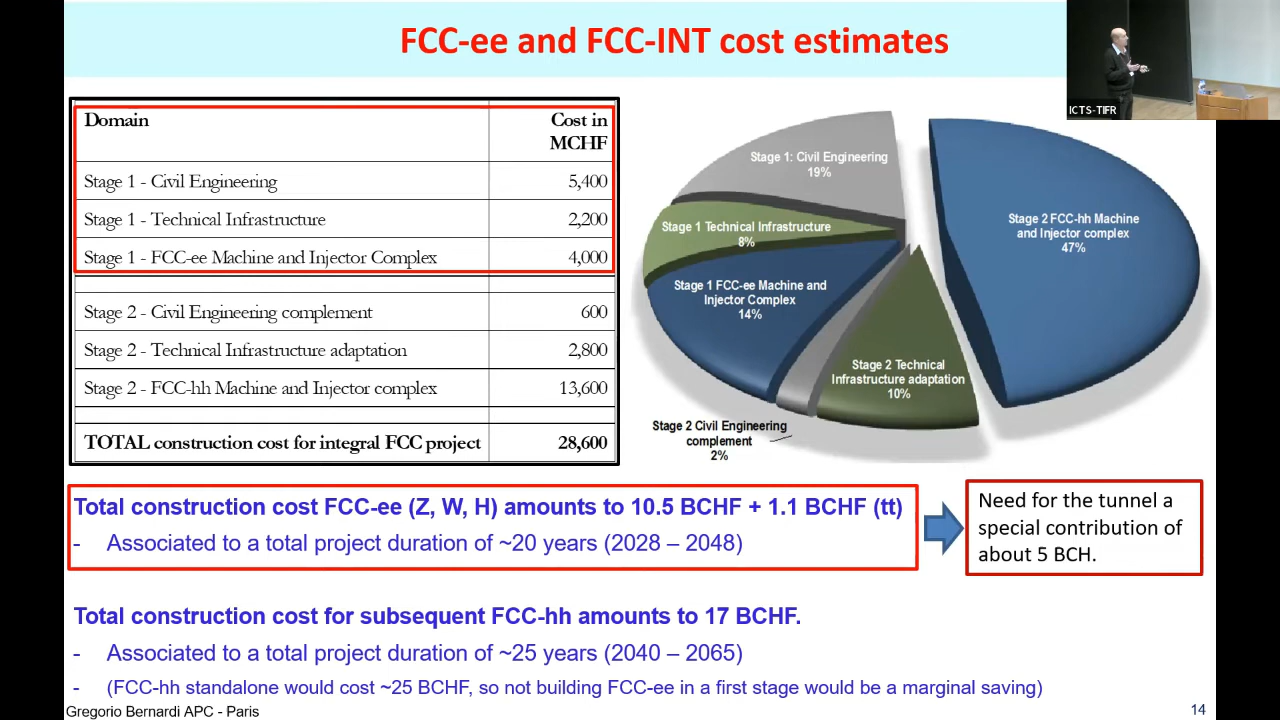 FCC-ee and FCC-INT cost estimates
ICTS-TIFR
Domain Cost in
MCHF
Stage 1 - Civil Engineering 5,400
Stage 1 - Technical Infrastructure 2,200
Stage 1 - FCC-ee Machine and Injector Complex 4,000
Stage 2 - Civil Engineering complement 600
Stage 2 - Technical Infrastructure adaptation 2,800
Stage 2 - FCC-hh Machine and Injector complex 13,600
TOTAL construction cost for integral FCC project 28,600
Stage 1: Civil Engineering
19%
Stage 1 Technical Infrastructure
8%
Stage 1 FCC-ee Machine and
Injector Complex
14%
Stage 2 Civil Engineering
complement
2%
Stage 2 Technical
Infrastructure adaptation
10%
Stage 2 FCC-hh Machine
and Injector complex
47%
Total construction cost FCC-ee (Z, W, H) amounts to 10.5 BCHF + 1.1 BCHF (tt)
- Associated to a total project duration of ~20 years (2028 – 2048)
Need for the tunnel a
special contribution of
about 5 BCH.
Total construction cost for subsequent FCC-hh amounts to 17 BCHF.
- Associated to a total project duration of ~25 years (2040 – 2065)
- (FCC-hh standalone would cost ~25 BCHF, so not building FCC-ee in a first stage would be a marginal saving)
Gregorio Bernardi APC - Paris
14